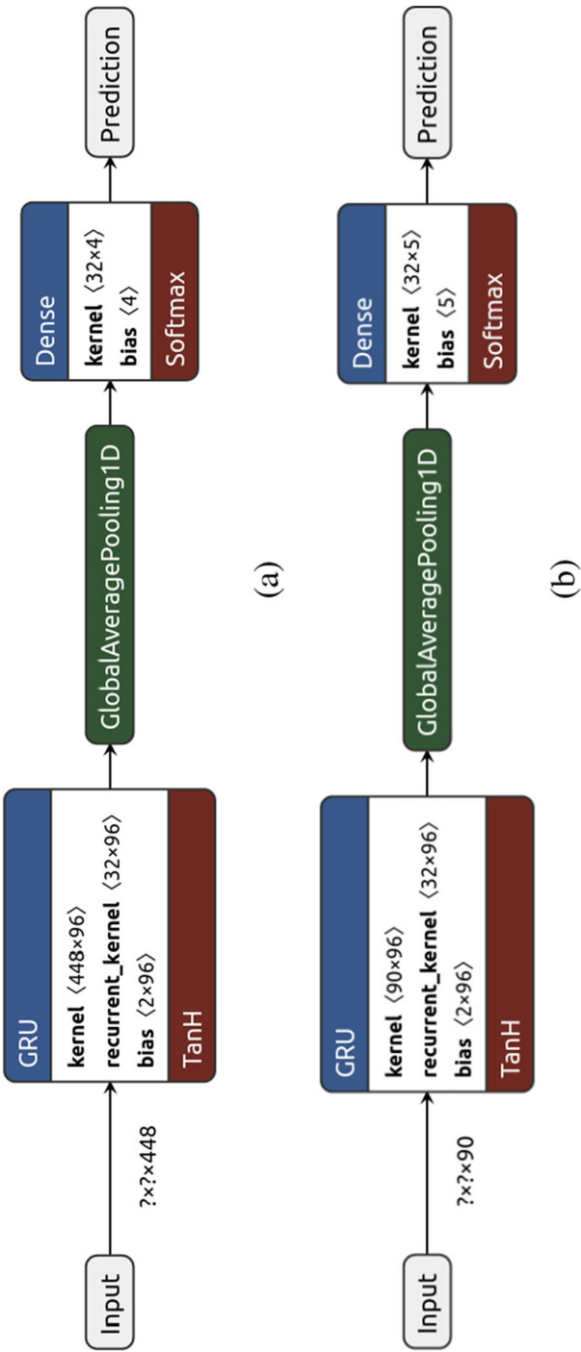 Input
?×?×448
GRU
kernel ⟨448×96⟩
recurrent_kernel ⟨32×96⟩
bias ⟨2×96⟩
TanH
GlobalAveragePooling1D
Dense
kernel ⟨32×4⟩
bias ⟨4⟩
Softmax
Prediction
(a)
Input
?×?×90
GRU
kernel ⟨90×96⟩
recurrent_kernel ⟨32×96⟩
bias ⟨2×96⟩
TanH
GlobalAveragePooling1D
Dense
kernel ⟨32×5⟩
bias ⟨5⟩
Softmax
Prediction
(b)